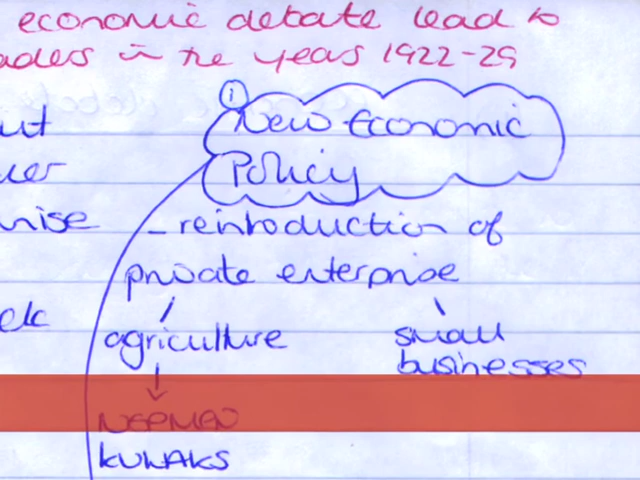 economic debate lead to
in the years 1922-29
① New Economic
Policy
- reintroduction of
private enterprise
agriculture small
businesses
NEPMEN
KULAKS